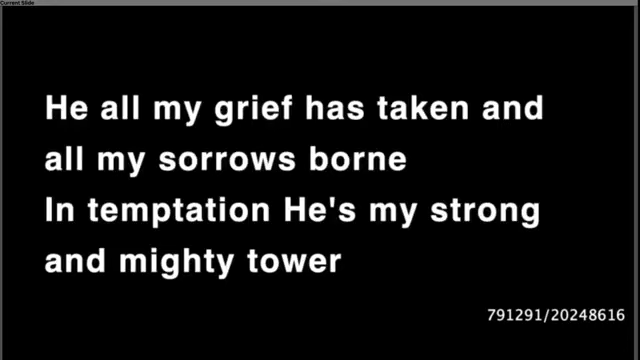 Current Slide
He all my grief has taken and
all my sorrows borne
In temptation He's my strong
and mighty tower
791291/20248616